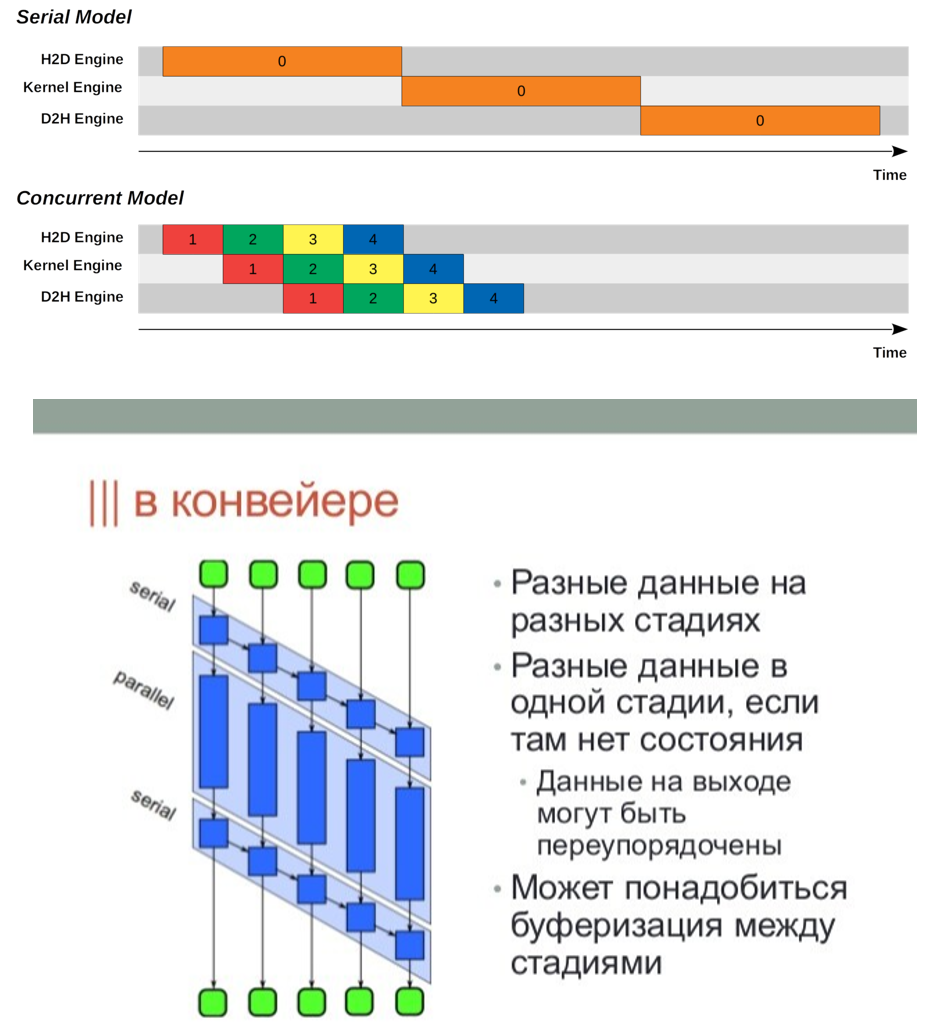 Serial Model
H2D Engine
0
Kernel Engine
0
D2H Engine
0
Time
Concurrent Model
H2D Engine
1 2 3 4
Kernel Engine
1 2 3 4
D2H Engine
1 2 3 4
Time
||| в конвейере
serial
parallel
serial
• Разные данные на
разных стадиях
• Разные данные в
одной стадии, если
там нет состояния
• Данные на выходе
могут быть
переупорядочены
• Может понадобиться
буферизация между
стадиями